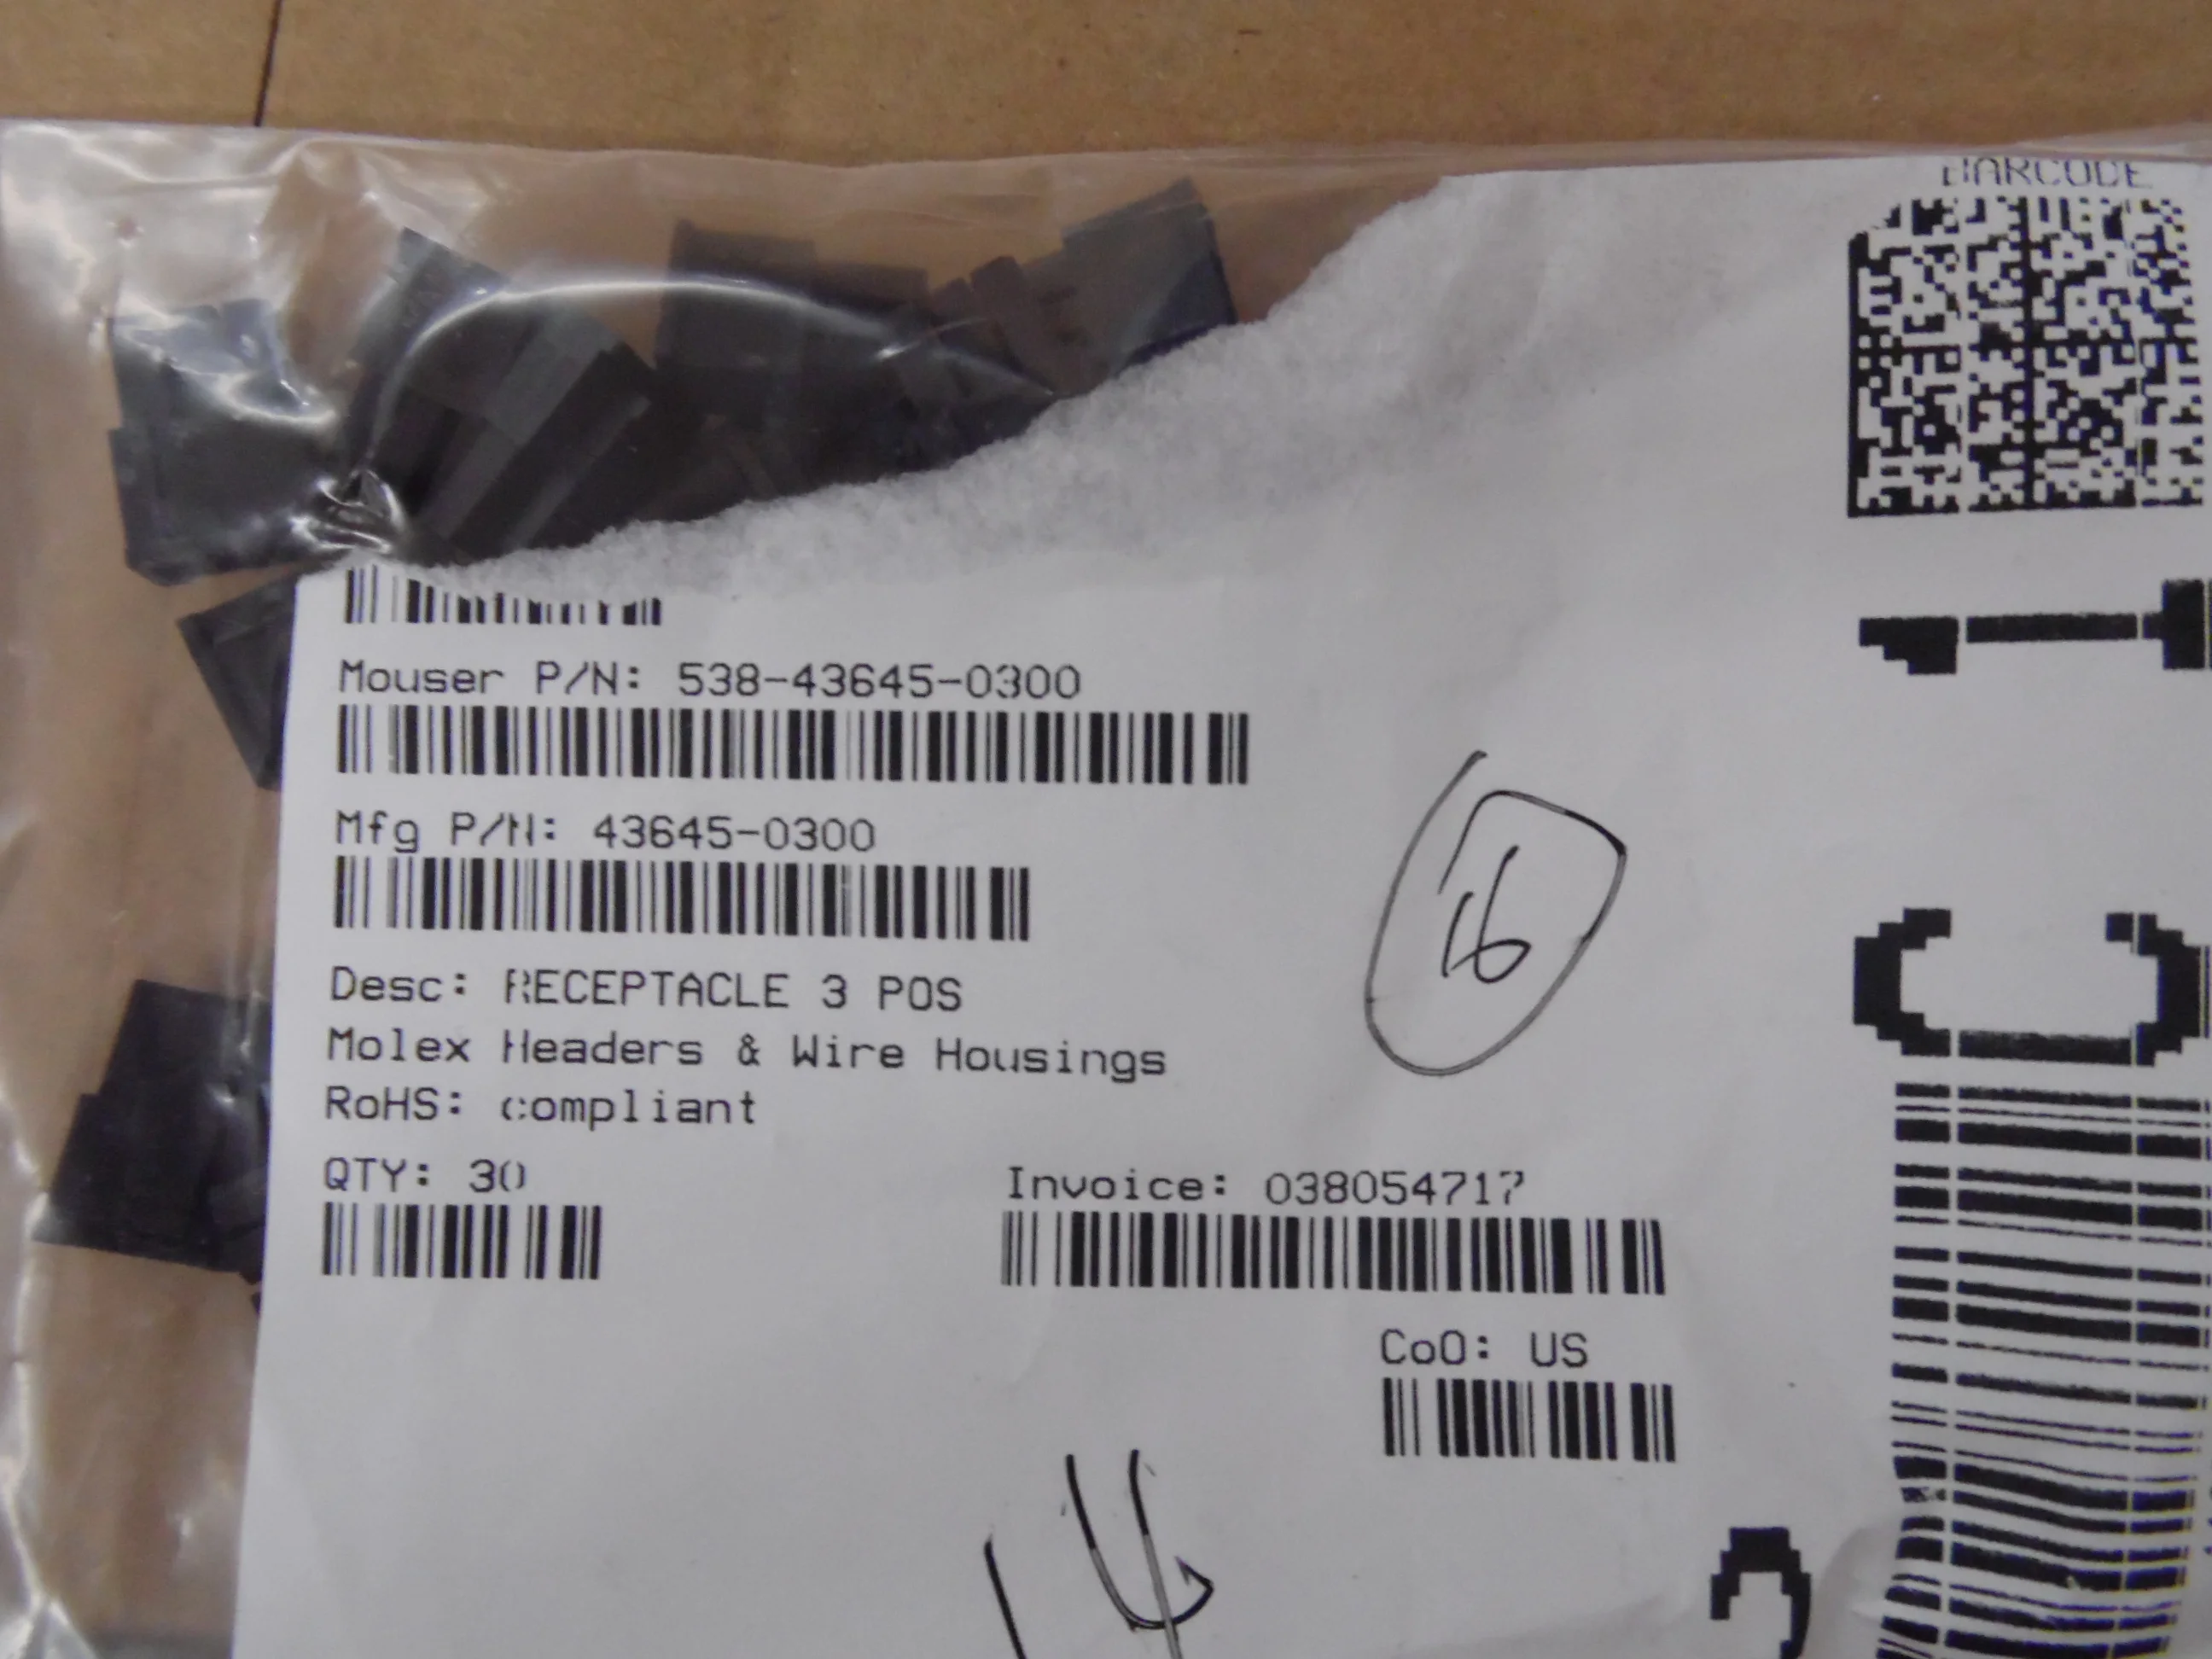 BARCODE
Mouser P/N: 538-43645-0300
Mfg P/N: 43645-0300
16
Desc: RECEPTACLE 3 POS
Molex Headers & Wire Housings
RoHS: compliant
QTY: 30
Invoice: 038054717
CoO: US
14